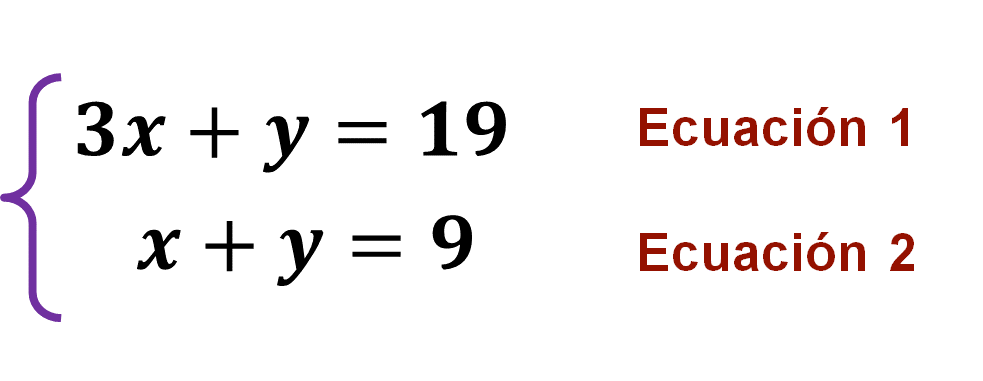 3x + y = 19 Ecuación 1
x + y = 9 Ecuación 2